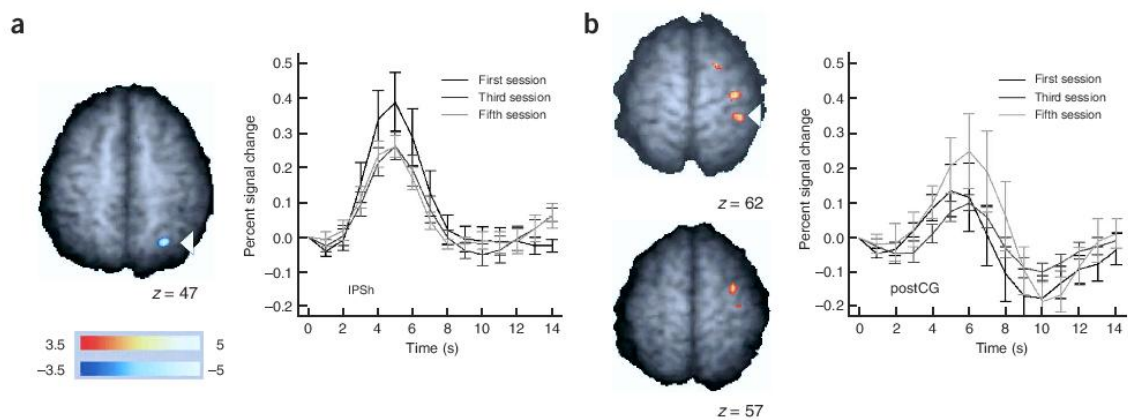 a
0.5
0.4
0.3
0.2
0.1
0.0
–0.1
–0.2
Percent signal change
First session
Third session
Fifth session
IPSh
0 2 4 6 8 10 12 14
Time (s)
z = 47
3.5 5
–3.5 –5
b
z = 62
z = 57
0.5
0.4
0.3
0.2
0.1
0.0
–0.1
–0.2
Percent signal change
First session
Third session
Fifth session
postCG
0 2 4 6 8 10 12 14
Time (s)